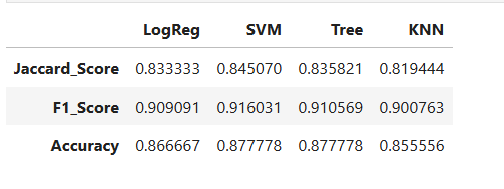 LogReg SVM Tree KNN
Jaccard_Score 0.833333 0.845070 0.835821 0.819444
F1_Score 0.909091 0.916031 0.910569 0.900763
Accuracy 0.866667 0.877778 0.877778 0.855556